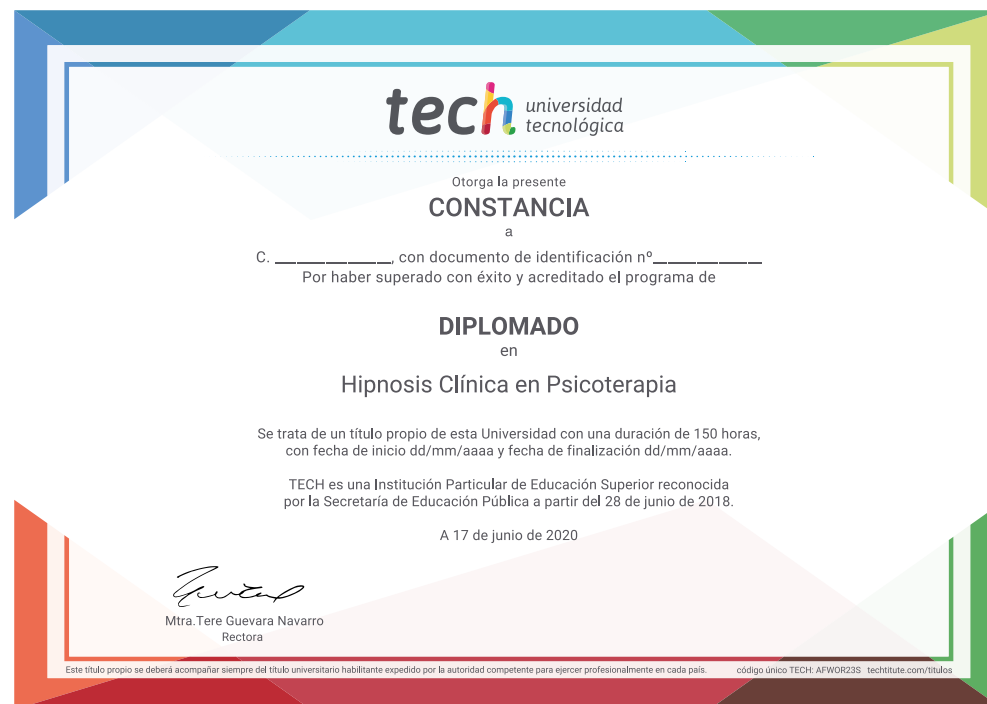 tech universidad
tecnológica
Otorga la presente
CONSTANCIA
a
C. ____________, con documento de identificación nº____________
Por haber superado con éxito y acreditado el programa de
DIPLOMADO
en
Hipnosis Clínica en Psicoterapia
Se trata de un título propio de esta Universidad con una duración de 150 horas,
con fecha de inicio dd/mm/aaaa y fecha de finalización dd/mm/aaaa.
TECH es una Institución Particular de Educación Superior reconocida
por la Secretaría de Educación Pública a partir del 28 de junio de 2018.
A 17 de junio de 2020
Mtra.Tere Guevara Navarro
Rectora
Este título propio se deberá acompañar siempre del título universitario habilitante expedido por la autoridad competente para ejercer profesionalmente en cada país. código único TECH: AFWOR23S techtitute.com/titulos